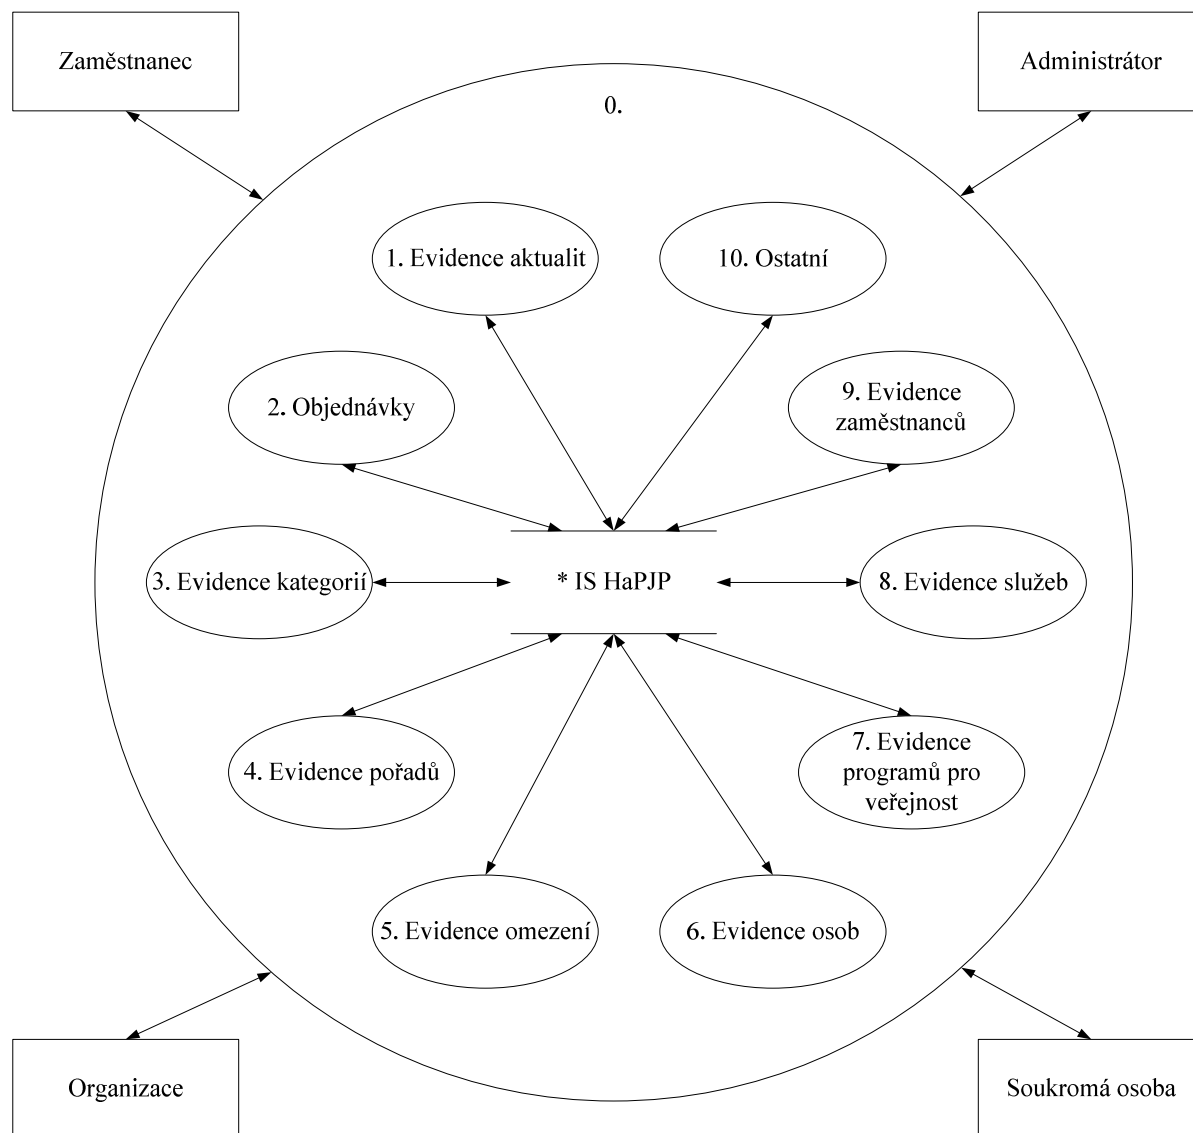 Zaměstnanec
Administrátor
0.
1. Evidence aktualit
10. Ostatní
2. Objednávky
9. Evidence
zaměstnanců
3. Evidence kategorií
* IS HaPJP
8. Evidence služeb
4. Evidence pořadů
7. Evidence
programů pro
veřejnost
5. Evidence omezení
6. Evidence osob
Organizace
Soukromá osoba